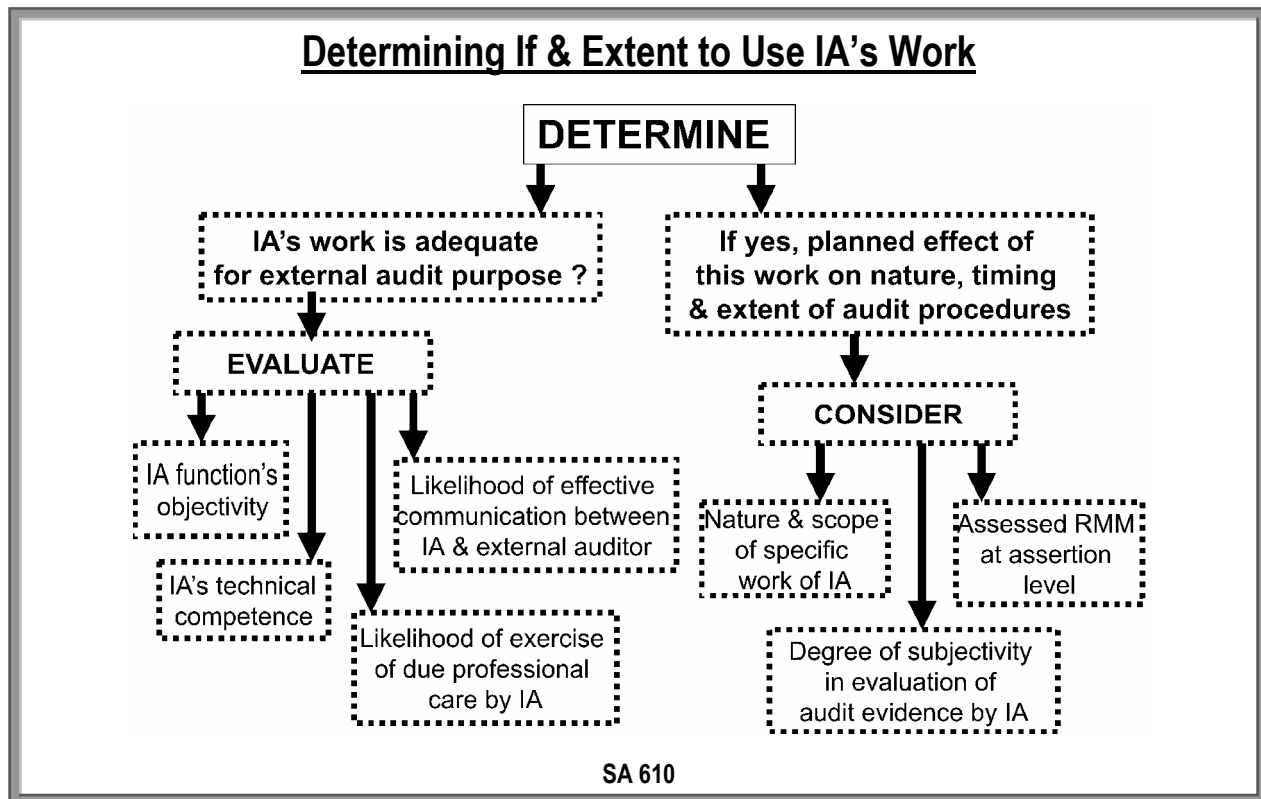 Determining If & Extent to Use IA's Work
DETERMINE
IA's work is adequate
for external audit purpose ?
If yes, planned effect of
this work on nature, timing
& extent of audit procedures
EVALUATE
CONSIDER
IA function's
objectivity
IA's technical
competence
Likelihood of exercise
of due professional
care by IA
Likelihood of effective
communication between
IA & external auditor
Nature & scope
of specific
work of IA
Degree of subjectivity
in evaluation of
audit evidence by IA
Assessed RMM
at assertion
level
SA 610